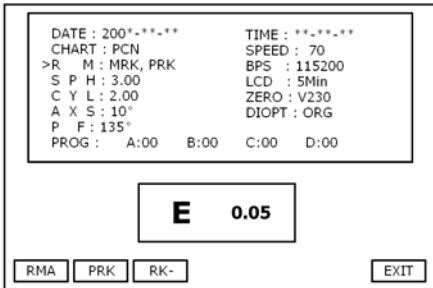 DATE : 200*-**-** TIME : **-**-**
CHART : PCN SPEED : 70
>R M : MRK, PRK BPS : 115200
S P H : 3.00 LCD : 5Min
C Y L : 2.00 ZERO : V230
A X S : 10° DIOPT : ORG
P F : 135°
PROG : A:00 B:00 C:00 D:00
E 0.05
RMA PRK RK- EXIT